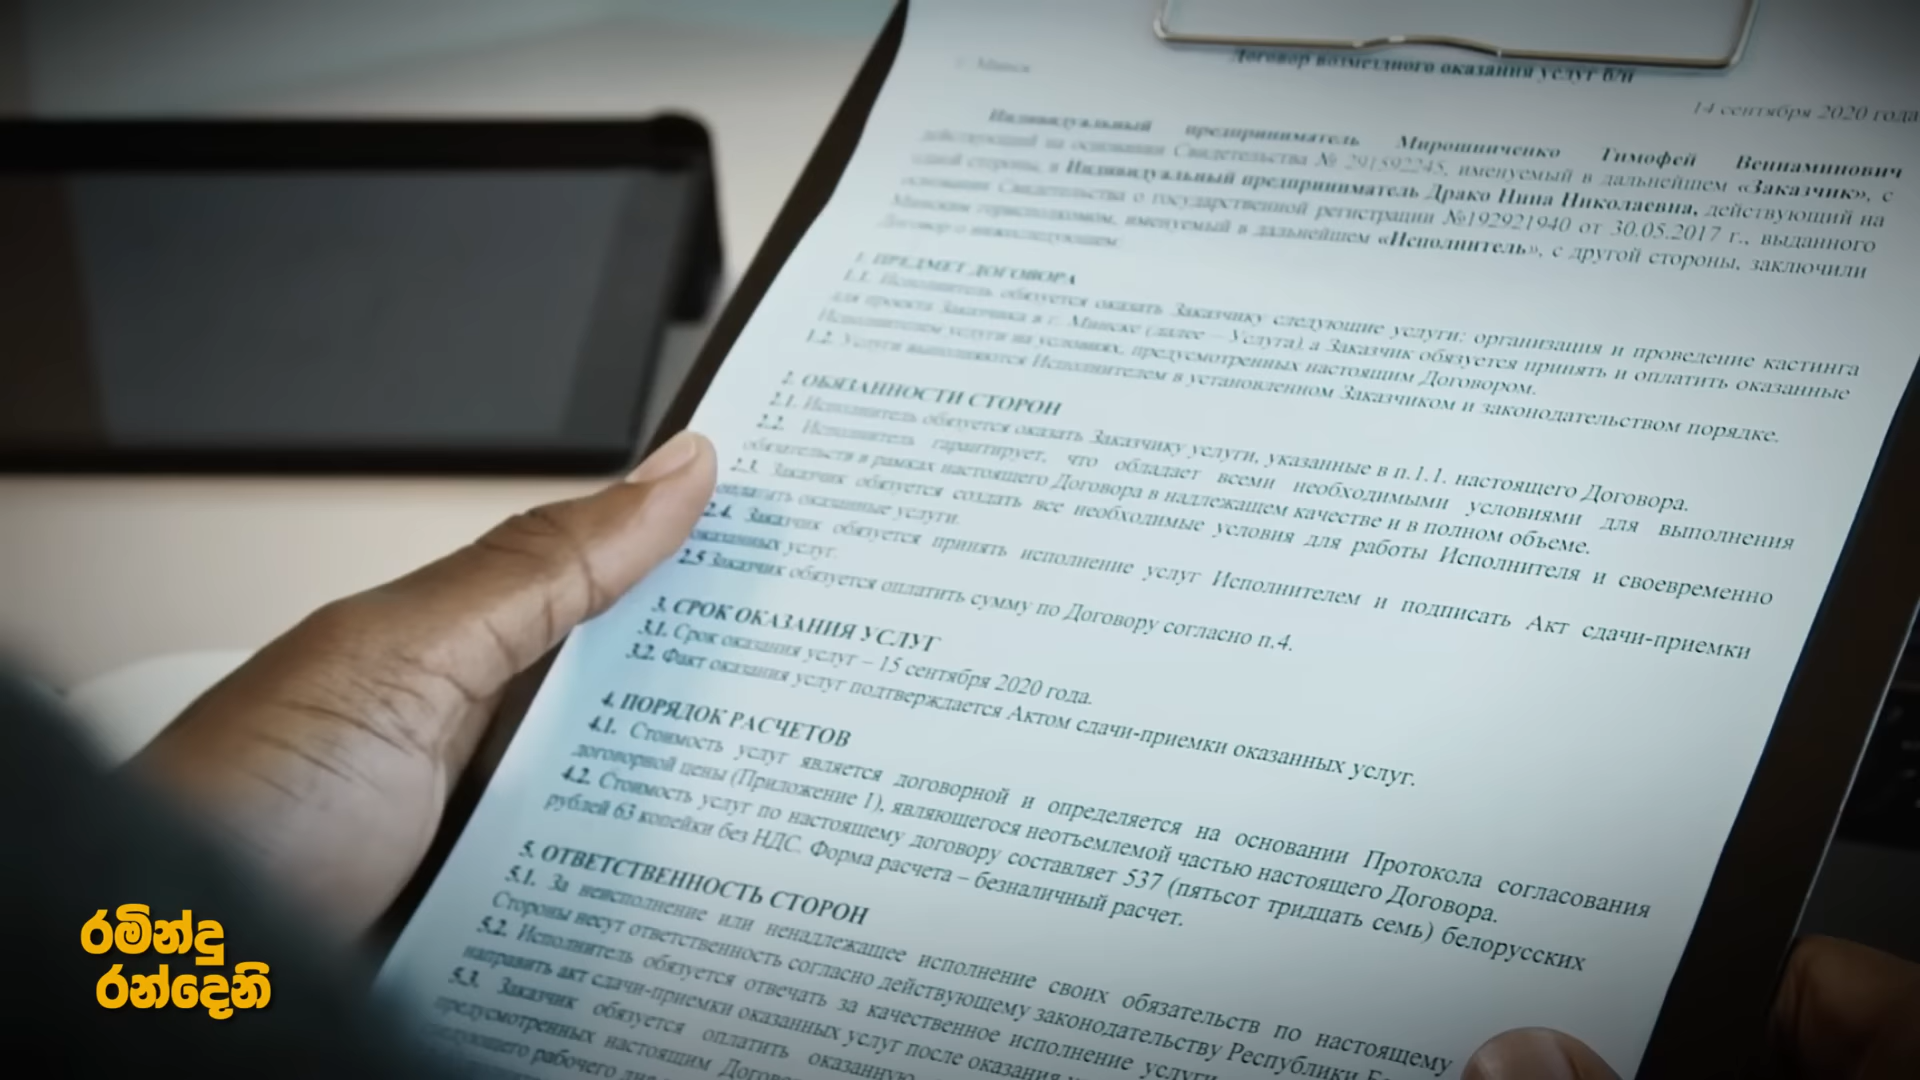 г. Минск
Договор возмездного оказания услуг б/н
14 сентября 2020 года
Индивидуальный предприниматель Мирошниченко Тимофей Вениаминович
действующий на основании Свидетельства № 291592245, именуемый в дальнейшем «Заказчик», с
одной стороны, и Индивидуальный предприниматель Драко Нина Николаевна, действующий на
основании Свидетельства о государственной регистрации №192921940 от 30.05.2017 г., выданного
Минским горисполкомом, именуемый в дальнейшем «Исполнитель», с другой стороны, заключили
Договор о нижеследующем
1. ПРЕДМЕТ ДОГОВОРА
1.1. Исполнитель обязуется оказать Заказчику следующие услуги: организация и проведение кастинга
для проекта Заказчика в г. Минске (далее – Услуга), а Заказчик обязуется принять и оплатить оказанные
Исполнителем услуги на условиях, предусмотренных настоящим Договором.
1.2. Услуги выполняются Исполнителем в установленном Заказчиком и законодательством порядке.
2. ОБЯЗАННОСТИ СТОРОН
2.1. Исполнитель обязуется оказать Заказчику услуги, указанные в п.1.1. настоящего Договора.
2.2. Исполнитель гарантирует, что обладает всеми необходимыми условиями для выполнения
обязательств в рамках настоящего Договора в надлежащем качестве и в полном объеме.
2.3. Заказчик обязуется создать все необходимые условия для работы Исполнителя и своевременно
оплатить оказанные услуги.
2.4. Заказчик обязуется принять исполнение услуг Исполнителем и подписать Акт сдачи-приемки
оказанных услуг.
2.5 Заказчик обязуется оплатить сумму по Договору согласно п.4.
3. СРОК ОКАЗАНИЯ УСЛУГ
3.1. Срок оказания услуг – 15 сентября 2020 года.
3.2. Факт оказания услуг подтверждается Актом сдачи-приемки оказанных услуг.
4. ПОРЯДОК РАСЧЕТОВ
4.1. Стоимость услуг является договорной и определяется на основании Протокола согласования
договорной цены (Приложение 1), являющегося неотъемлемой частью настоящего Договора.
4.2. Стоимость услуг по настоящему договору составляет 537 (пятьсот тридцать семь) белорусских
рублей 63 копейки без НДС. Форма расчета – безналичный расчет.
5. ОТВЕТСТВЕННОСТЬ СТОРОН
5.1. За неисполнение или ненадлежащее исполнение своих обязательств по настоящему
Стороны несут ответственность согласно действующему законодательству Республики
5.2. Исполнитель обязуется отвечать за качественное исполнение услуги
направить акт сдачи-приемки оказанных услуг после оказания
5.3. Заказчик обязуется оплатить оказанную
предусмотренных настоящим
рабочего дня
රමින්දු
රන්දෙනි